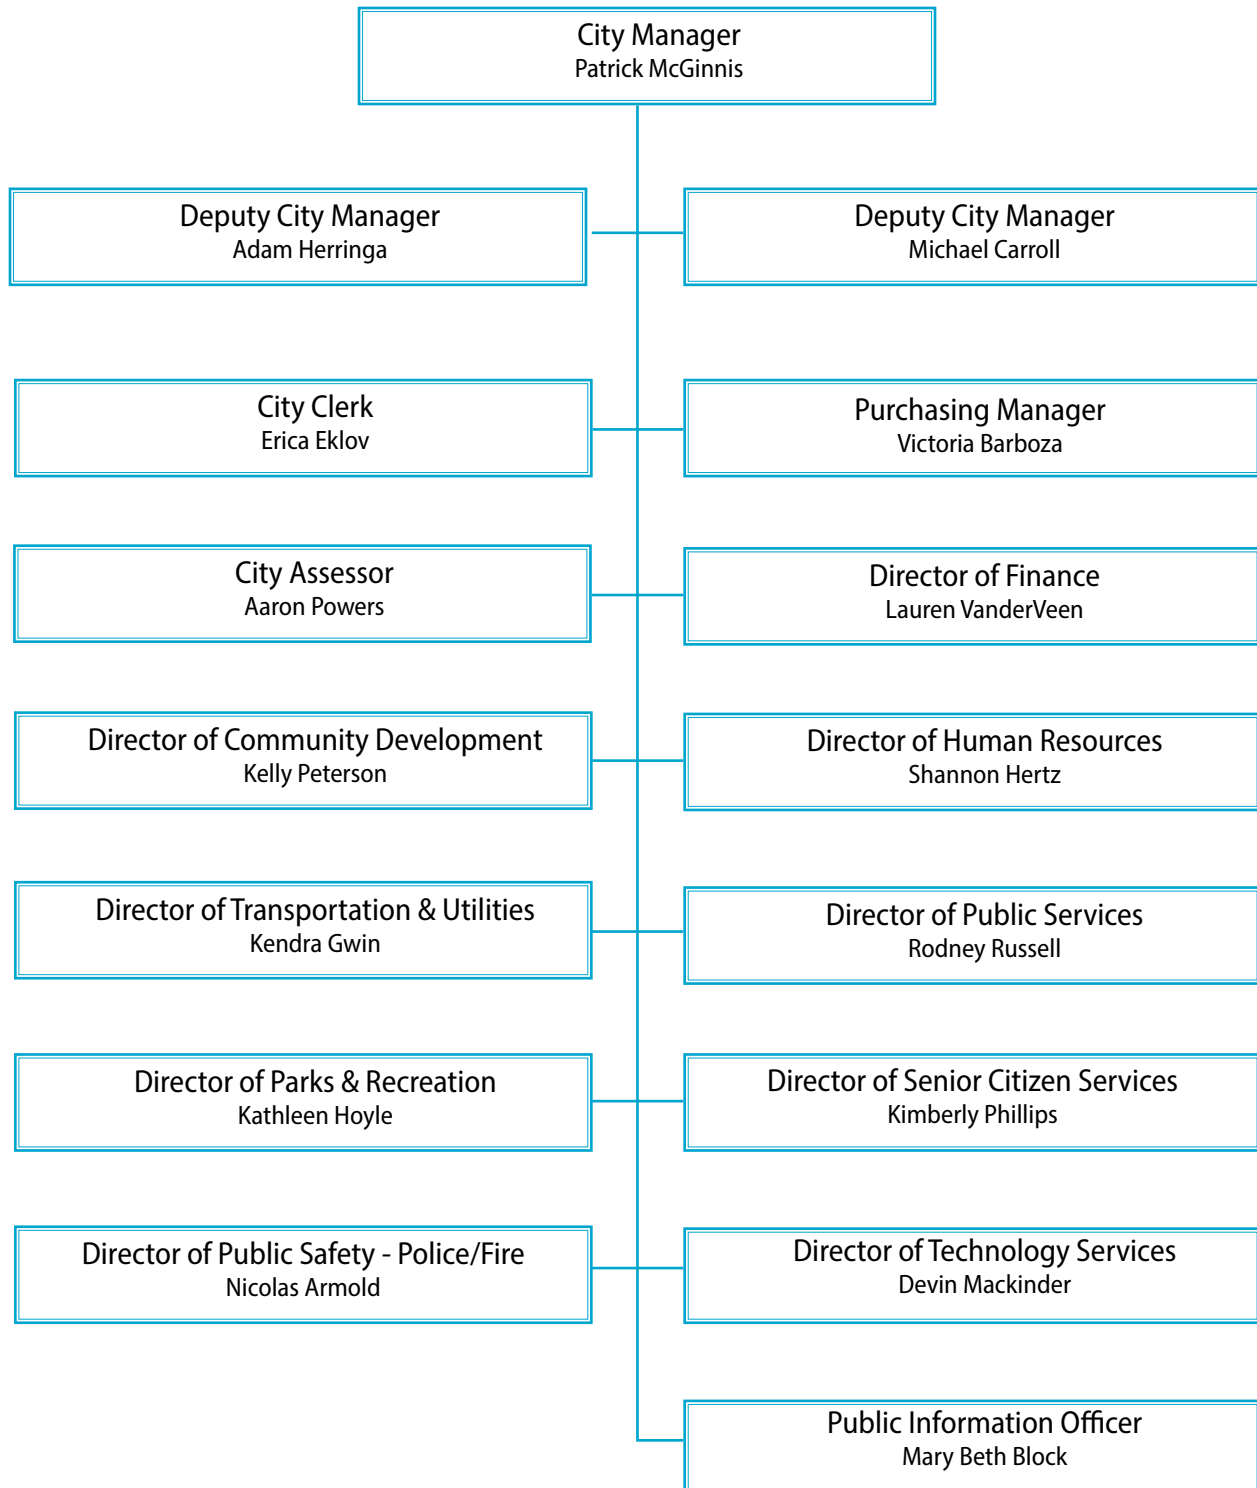 City Manager
Patrick McGinnis
Deputy City Manager
Adam Herringa
Deputy City Manager
Michael Carroll
City Clerk
Erica Eklov
Purchasing Manager
Victoria Barboza
City Assessor
Aaron Powers
Director of Finance
Lauren VanderVeen
Director of Community Development
Kelly Peterson
Director of Human Resources
Shannon Hertz
Director of Transportation & Utilities
Kendra Gwin
Director of Public Services
Rodney Russell
Director of Parks & Recreation
Kathleen Hoyle
Director of Senior Citizen Services
Kimberly Phillips
Director of Public Safety - Police/Fire
Nicolas Armold
Director of Technology Services
Devin Mackinder
Public Information Officer
Mary Beth Block